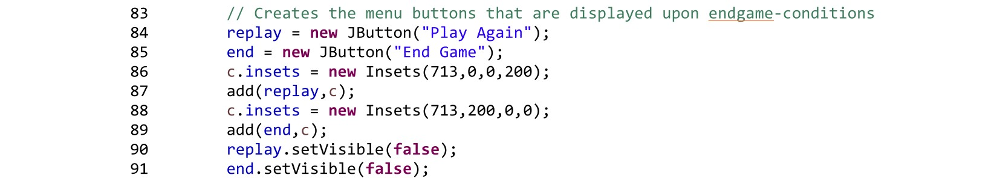 83 // Creates the menu buttons that are displayed upon endgame-conditions
84 replay = new JButton("Play Again");
85 end = new JButton("End Game");
86 c.insets = new Insets(713,0,0,200);
87 add(replay,c);
88 c.insets = new Insets(713,200,0,0);
89 add(end,c);
90 replay.setVisible(false);
91 end.setVisible(false);